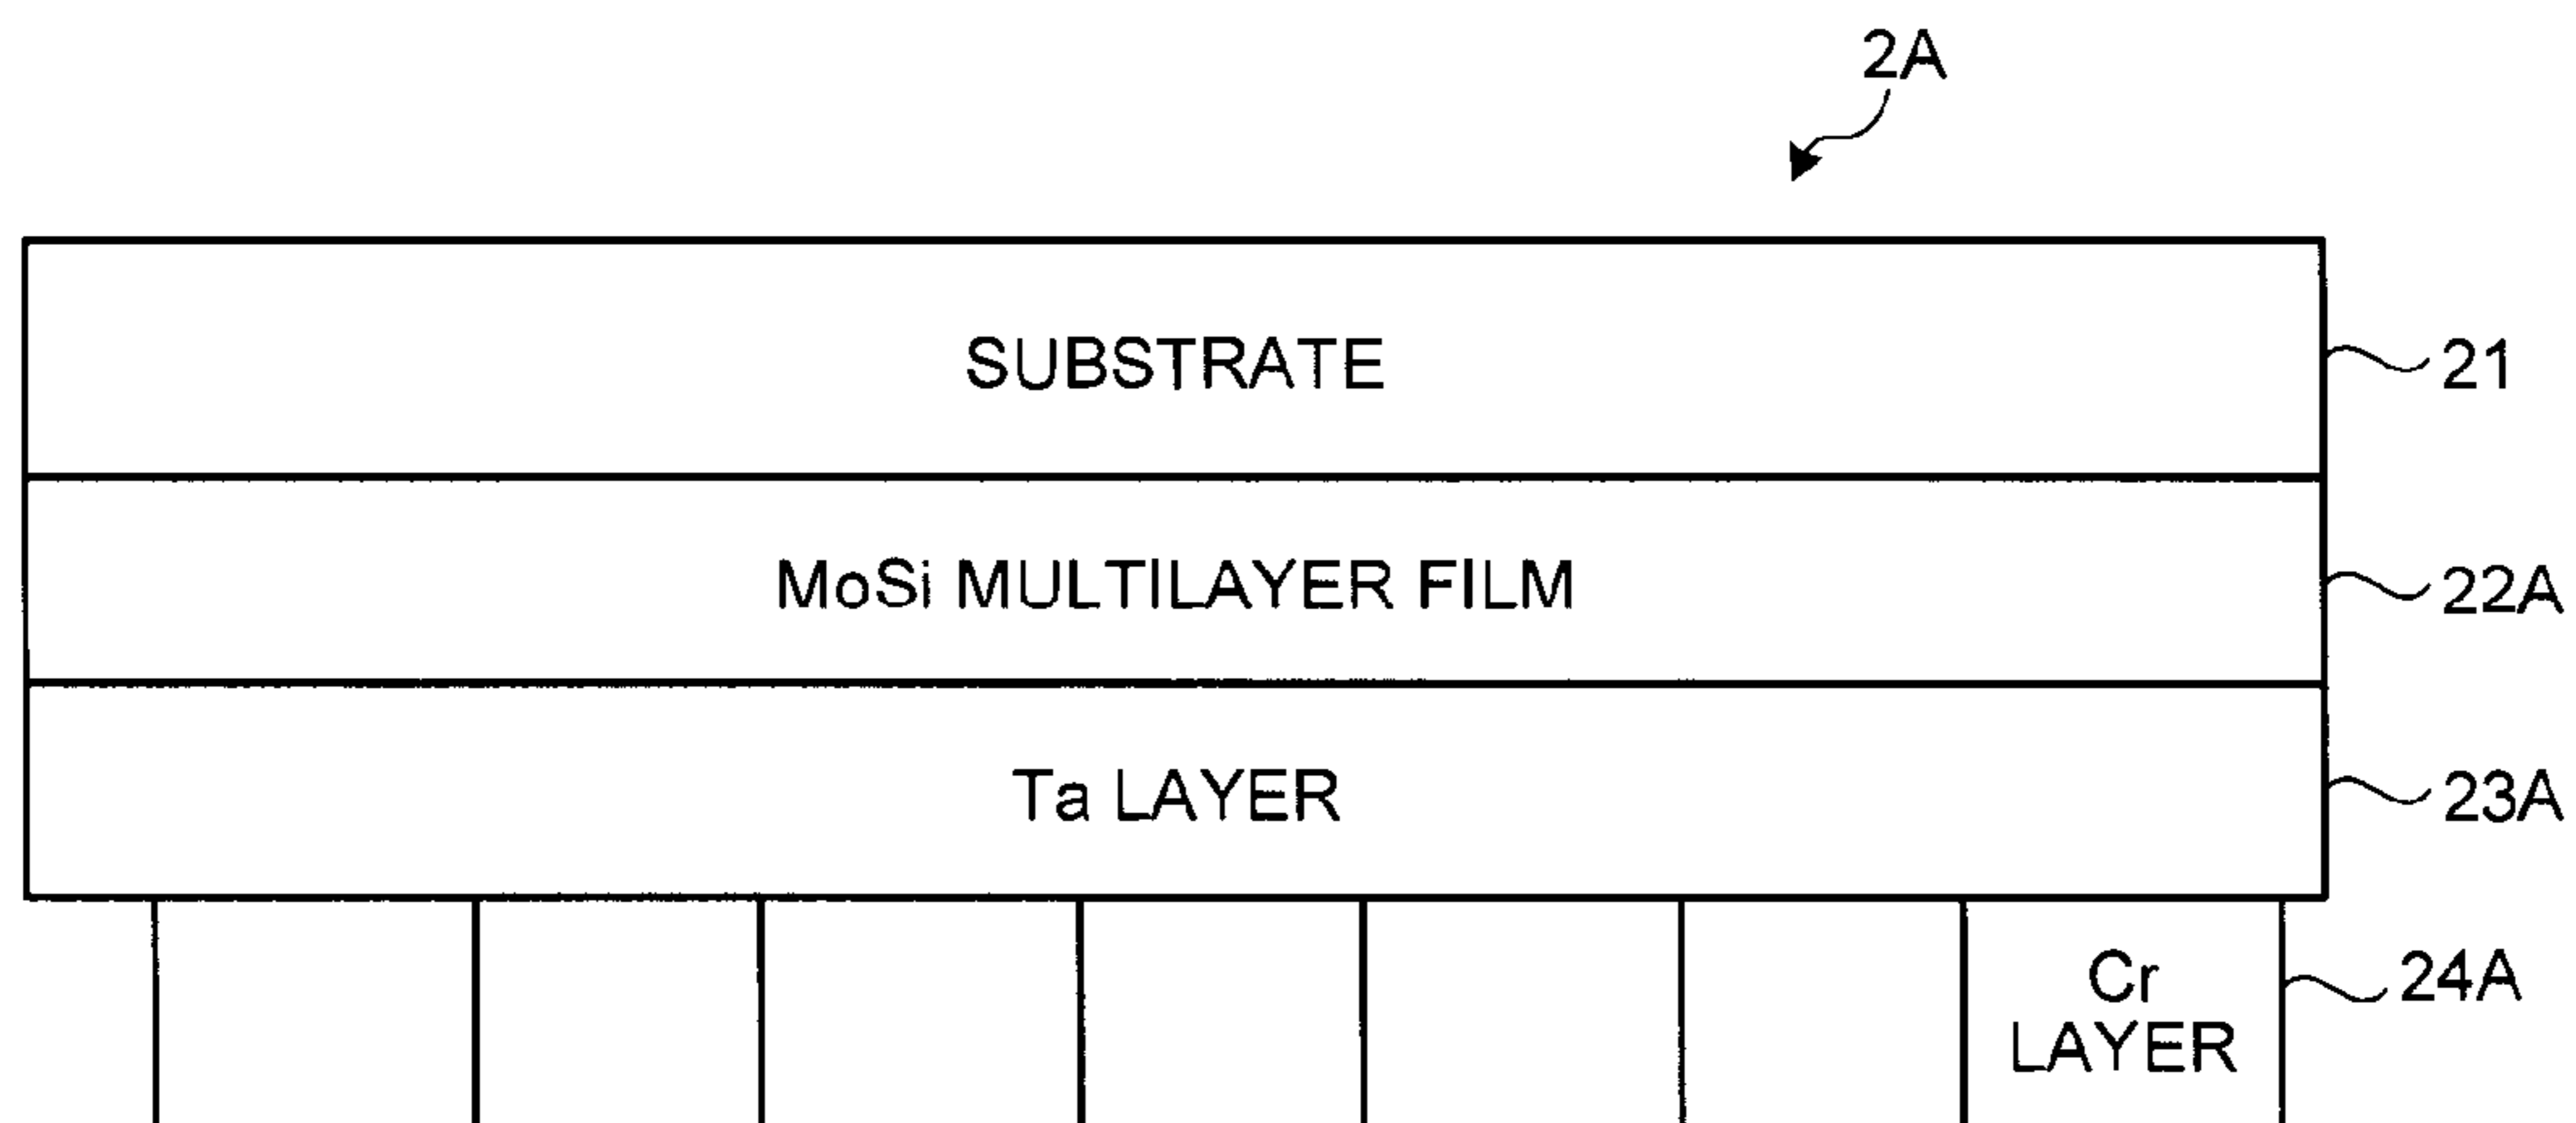 2A
SUBSTRATE
21
MoSi MULTILAYER FILM
22A
Ta LAYER
23A
Cr
LAYER
24A